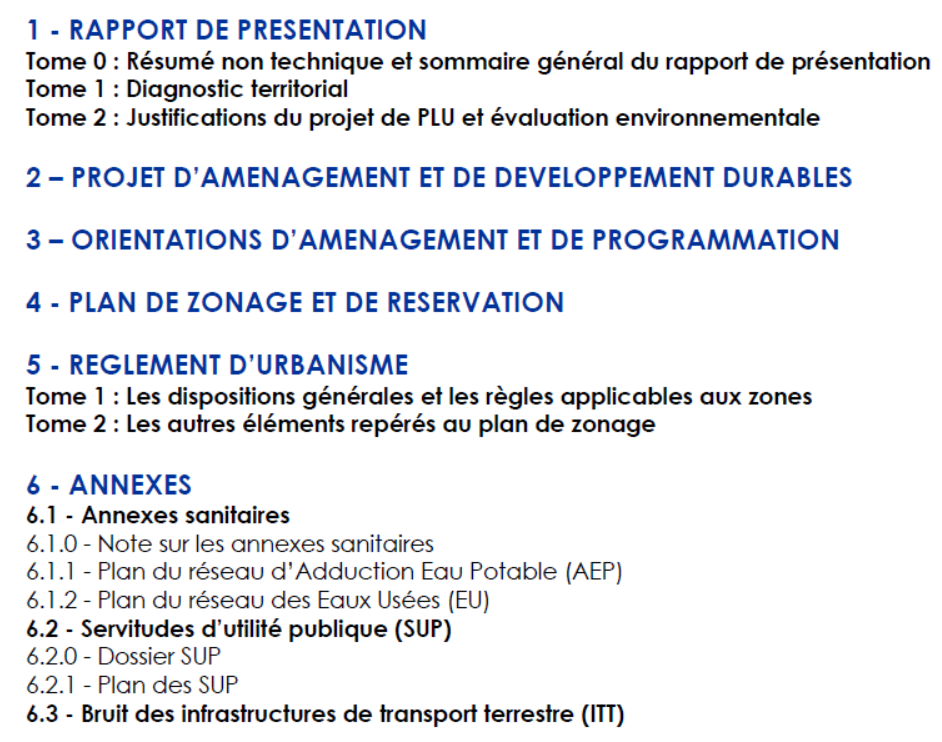 1 - RAPPORT DE PRESENTATION
Tome 0 : Résumé non technique et sommaire général du rapport de présentation
Tome 1 : Diagnostic territorial
Tome 2 : Justifications du projet de PLU et évaluation environnementale
2 – PROJET D’AMENAGEMENT ET DE DEVELOPPEMENT DURABLES
3 – ORIENTATIONS D’AMENAGEMENT ET DE PROGRAMMATION
4 - PLAN DE ZONAGE ET DE RESERVATION
5 - REGLEMENT D’URBANISME
Tome 1 : Les dispositions générales et les règles applicables aux zones
Tome 2 : Les autres éléments repérés au plan de zonage
6 - ANNEXES
6.1 - Annexes sanitaires
6.1.0 - Note sur les annexes sanitaires
6.1.1 - Plan du réseau d’Adduction Eau Potable (AEP)
6.1.2 - Plan du réseau des Eaux Usées (EU)
6.2 - Servitudes d’utilité publique (SUP)
6.2.0 - Dossier SUP
6.2.1 - Plan des SUP
6.3 - Bruit des infrastructures de transport terrestre (ITT)